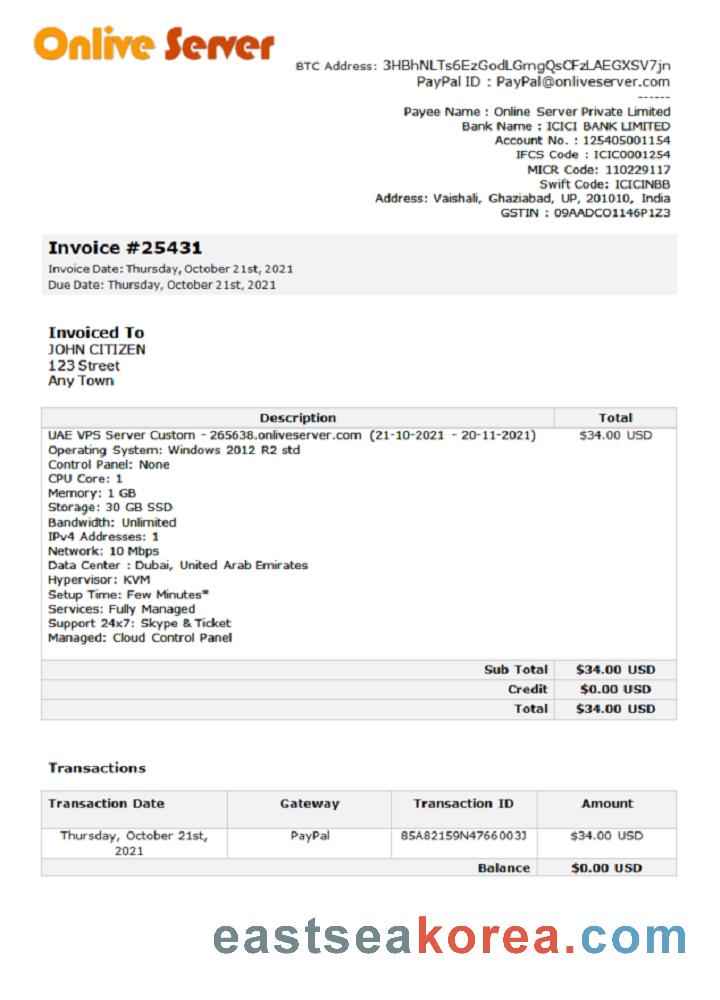 Onlive Server
BTC Address: 3HBhNLTs6EzGodLGmgQsCFzLAEGXSV7jn
PayPal ID : PayPal@onliveserver.com
------
Payee Name : Online Server Private Limited
Bank Name : ICICI BANK LIMITED
Account No. : 125405001154
IFCS Code : ICIC0001254
MICR Code: 110229117
Swift Code: ICICINBB
Address: Vaishali, Ghaziabad, UP, 201010, India
GSTIN : 09AADCO1146P1Z3
Invoice #25431
Invoice Date: Thursday, October 21st, 2021
Due Date: Thursday, October 21st, 2021
Invoiced To
JOHN CITIZEN
123 Street
Any Town
Description Total
UAE VPS Server Custom - 265638.onliveserver.com (21-10-2021 - 20-11-2021) $34.00 USD
Operating System: Windows 2012 R2 std
Control Panel: None
CPU Core: 1
Memory: 1 GB
Storage: 30 GB SSD
Bandwidth: Unlimited
IPv4 Addresses: 1
Network: 10 Mbps
Data Center : Dubai, United Arab Emirates
Hypervisor: KVM
Setup Time: Few Minutes*
Services: Fully Managed
Support 24x7: Skype & Ticket
Managed: Cloud Control Panel
Sub Total $34.00 USD
Credit $0.00 USD
Total $34.00 USD
Transactions
Transaction Date Gateway Transaction ID Amount
Thursday, October 21st, PayPal 85A82159N4766003J $34.00 USD
2021
Balance $0.00 USD
eastseakorea.com